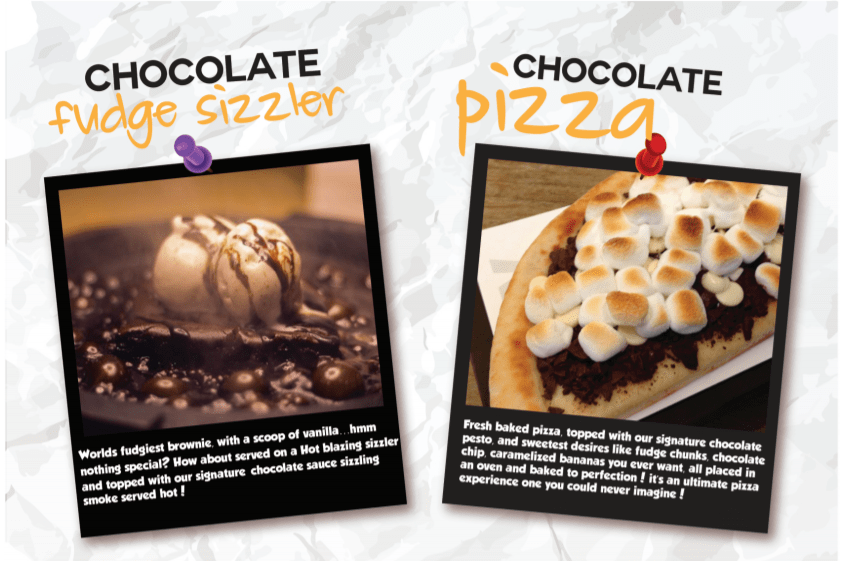 CHOCOLATE
fudge sizzler
Worlds fudgiest brownie, with a scoop of vanilla...hmm
nothing special? How about served on a Hot blazing sizzler
and topped with our signature chocolate sauce sizzling
smoke served hot!
CHOCOLATE
pizza
Fresh baked pizza, topped with our signature chocolate
pesto, and sweetest desires like fudge chunks, chocolate
chip, caramelized bananas you ever want, all placed in
an oven and baked to perfection! it's an ultimate pizza
experience one you could never imagine!